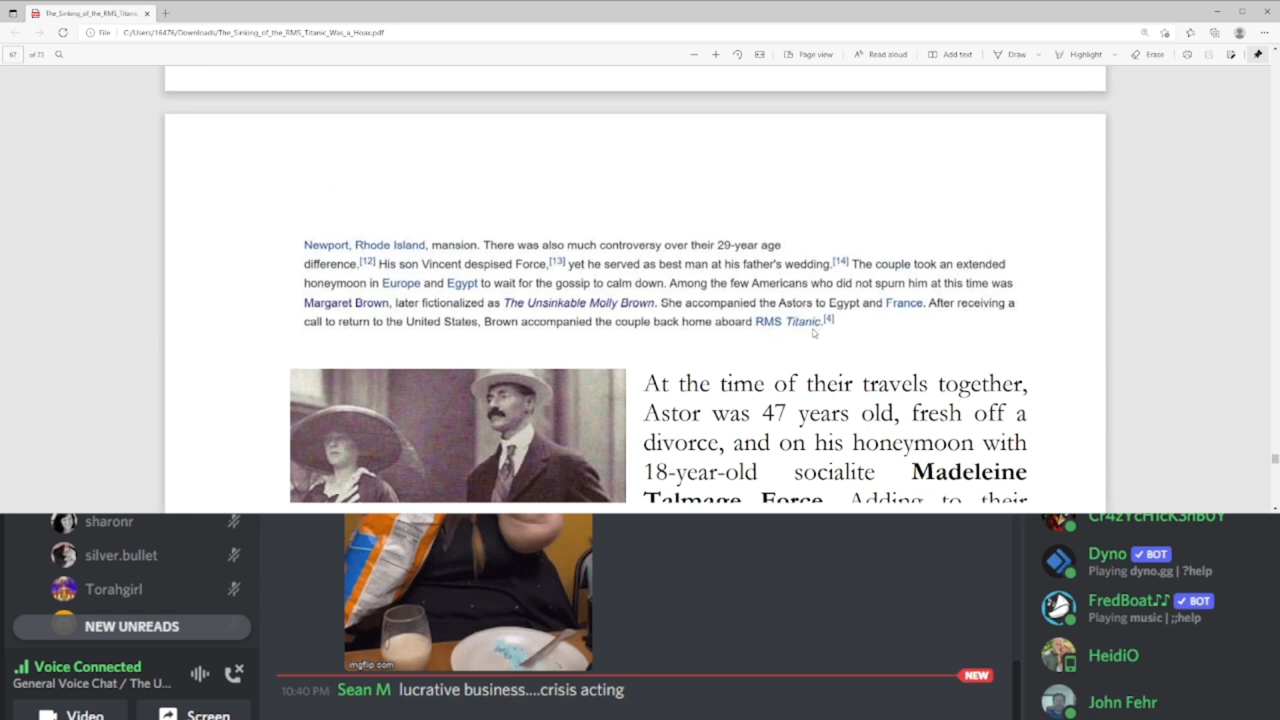 The_Sinking_of_the_RMS_Titanic
File C:/Users/16476/Downloads/The_Sinking_of_the_RMS_Titanic_Was_a_Hoax.pdf
67 of 73 Page view Read aloud Add text Draw Highlight Erase
Newport, Rhode Island, mansion. There was also much controversy over their 29-year age
difference.[12] His son Vincent despised Force,[13] yet he served as best man at his father's wedding.[14] The couple took an extended
honeymoon in Europe and Egypt to wait for the gossip to calm down. Among the few Americans who did not spurn him at this time was
Margaret Brown, later fictionalized as The Unsinkable Molly Brown. She accompanied the Astors to Egypt and France. After receiving a
call to return to the United States, Brown accompanied the couple back home aboard RMS Titanic.[4]
At the time of their travels together,
Astor was 47 years old, fresh off a
divorce, and on his honeymoon with
18-year-old socialite Madeleine
Talmage Force. Adding to their
sharonr
silver.bullet
Torahgirl
NEW UNREADS
Voice Connected
General Voice Chat / The U...
Video Screen
imgflip.com
NEW
10:40 PM Sean M lucrative business....crisis acting
Dyno BOT
Playing dyno.gg | ?help
FredBoat♪♪ BOT
Playing music | ;;help
HeidiO
John Fehr